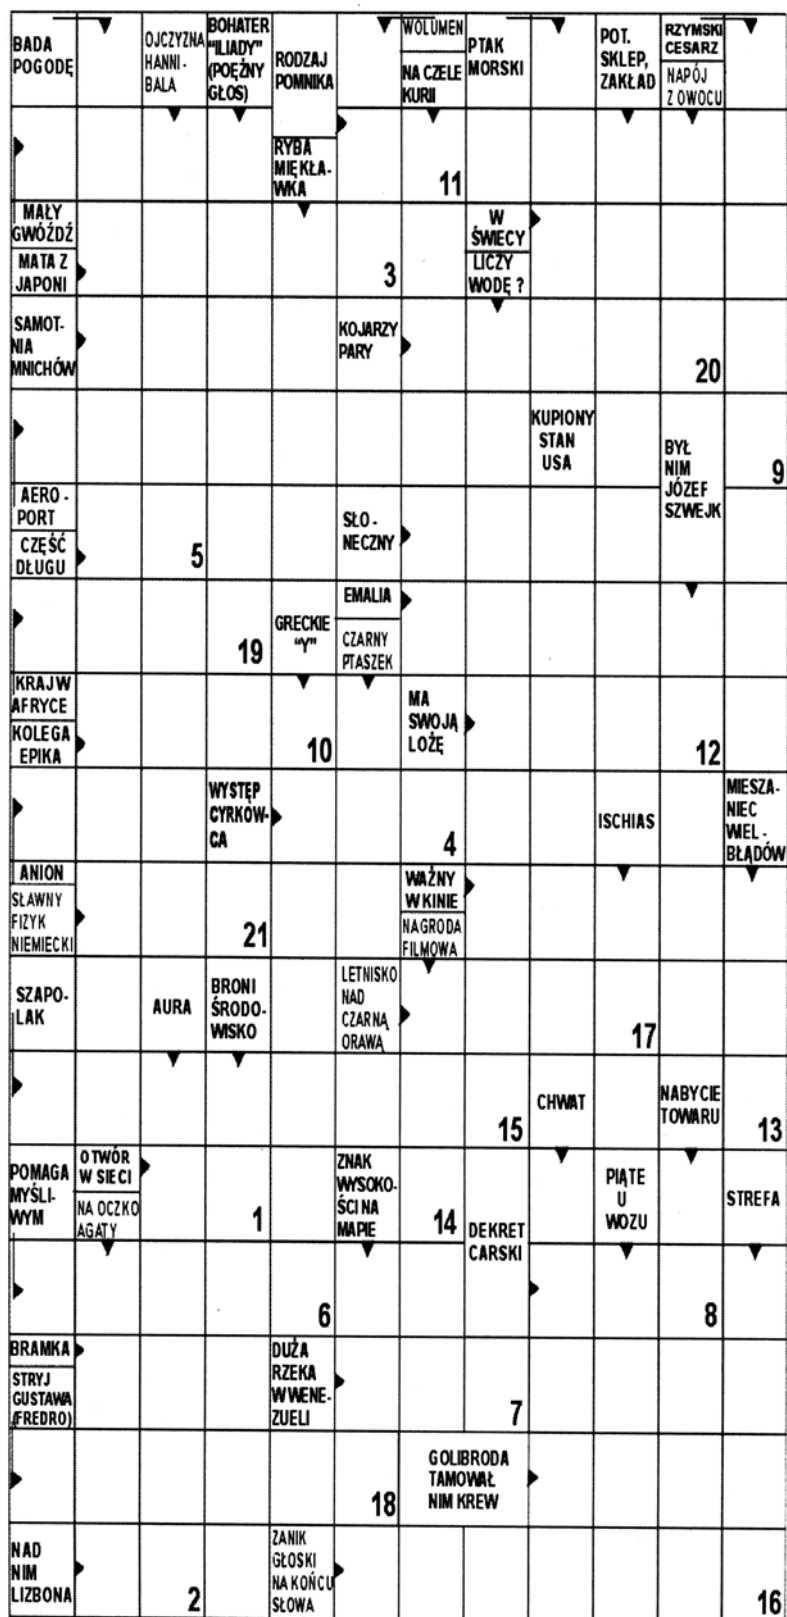 BADA
POGODĘ
OJCZYZNA
HANNI-
BALA
BOHATER
"ILIADY"
(POĘŻNY
GŁOS)
RODZAJ
POMNIKA
WOLUMEN
NA CZELE
KURII
PTAK
MORSKI
POT.
SKLEP,
ZAKŁAD
RZYMSKI
CESARZ
NAPÓJ
Z OWOCU
RYBA
MIĘKŁA-
WKA
11
MAŁY
GWÓŹDŹ
MATA Z
JAPONI
3
W
ŚWIECY
LICZY
WODĘ ?
SAMOT-
NIA
MNICHÓW
KOJARZY
PARY
20
KUPIONY
STAN
USA
BYŁ
NIM
JÓZEF
SZWEJK
9
AERO-
PORT
CZĘŚĆ
DŁUGU
5
SŁO-
NECZNY
19
GRECKIE
"Y"
EMALIA
CZARNY
PTASZEK
KRAJ W
AFRYCE
KOLEGA
EPIKA
10
MA
SWOJĄ
LOŻĘ
12
WYSTĘP
CYRKOW-
CA
4
ISCHIAS
MIESZA-
NIEC
WIEL-
BŁĄDÓW
ANION
SŁAWNY
FIZYK
NIEMIECKI
21
WAŻNY
W KINIE
NAGRODA
FILMOWA
SZAPO-
LAK
AURA
BRONI
ŚRODO-
WISKO
LETNISKO
NAD
CZARNĄ
ORAWĄ
17
15
CHWAT
NABYCIE
TOWARU
13
POMAGA
MYŚLI-
WYM
OTWÓR
W SIECI
NA OCZKO
AGATY
1
ZNAK
WYSOKO-
ŚCI NA
MAPIE
14
DEKRET
CARSKI
PIĄTE
U
WOZU
STREFA
6
8
BRAMKA
STRYJ
GUSTAWA
(FREDRO)
DUŻA
RZEKA
W WENE-
ZUELI
7
18
GOLIBRODA
TAMOWAŁ
NIM KREW
NAD
NIM
LIZBONA
2
ZANIK
GŁOSKI
NA KOŃCU
SŁOWA
16